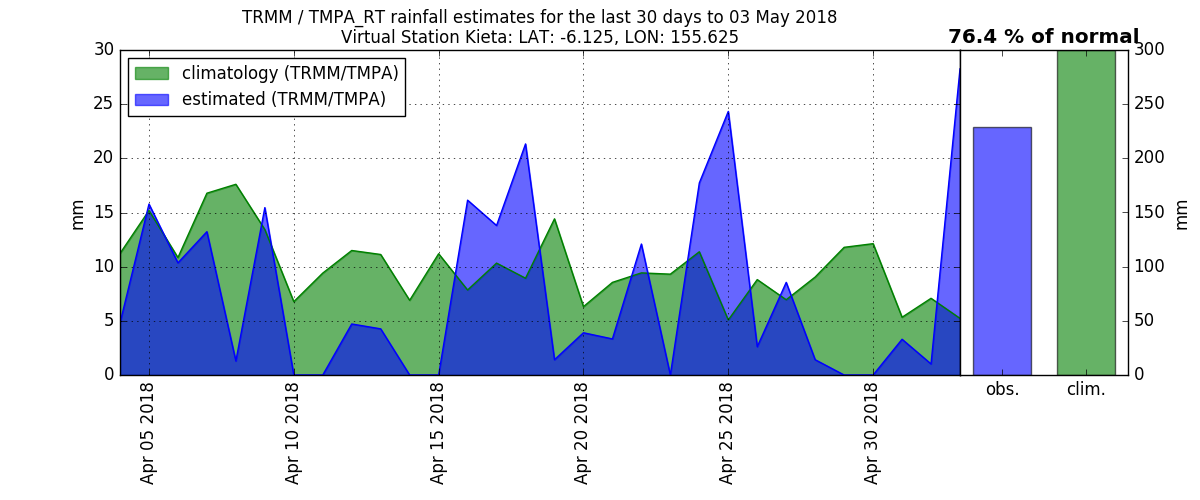 TRMM / TMPA_RT rainfall estimates for the last 30 days to 03 May 2018
Virtual Station Kieta: LAT: -6.125, LON: 155.625
76.4 % of normal
climatology (TRMM/TMPA)
estimated (TRMM/TMPA)
30
25
20
15
10
5
0
mm
300
250
200
150
100
50
0
mm
obs.
clim.
Apr 05 2018
Apr 10 2018
Apr 15 2018
Apr 20 2018
Apr 25 2018
Apr 30 2018